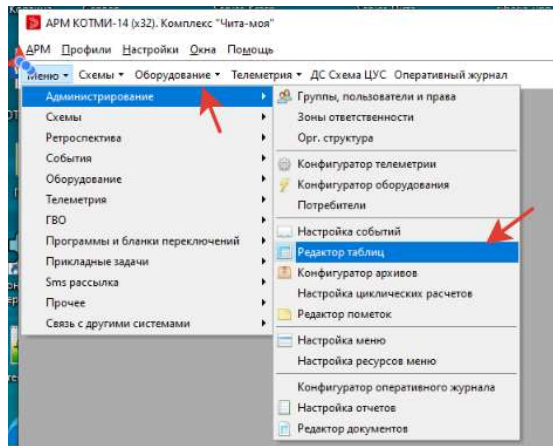 АРМ КОТМИ-14 (x32). Комплекс "Чита-моя"
АРМ Профили Настройки Окна Помощь
Меню Схемы Оборудование Телеметрия ДС Схема ЦУС Оперативный журнал
Администрирование
Схемы
Ретроспектива
События
Оборудование
Телеметрия
ГВО
Программы и бланки переключений
Прикладные задачи
Sms рассылка
Прочее
Связь с другими системами
Группы, пользователи и права
Зоны ответственности
Орг. структура
Конфигуратор телеметрии
Конфигуратор оборудования
Потребители
Настройка событий
Редактор таблиц
Конфигуратор архивов
Настройка циклических расчетов
Редактор пометок
Настройка меню
Настройка ресурсов меню
Конфигуратор оперативного журнала
Настройка отчетов
Редактор документов